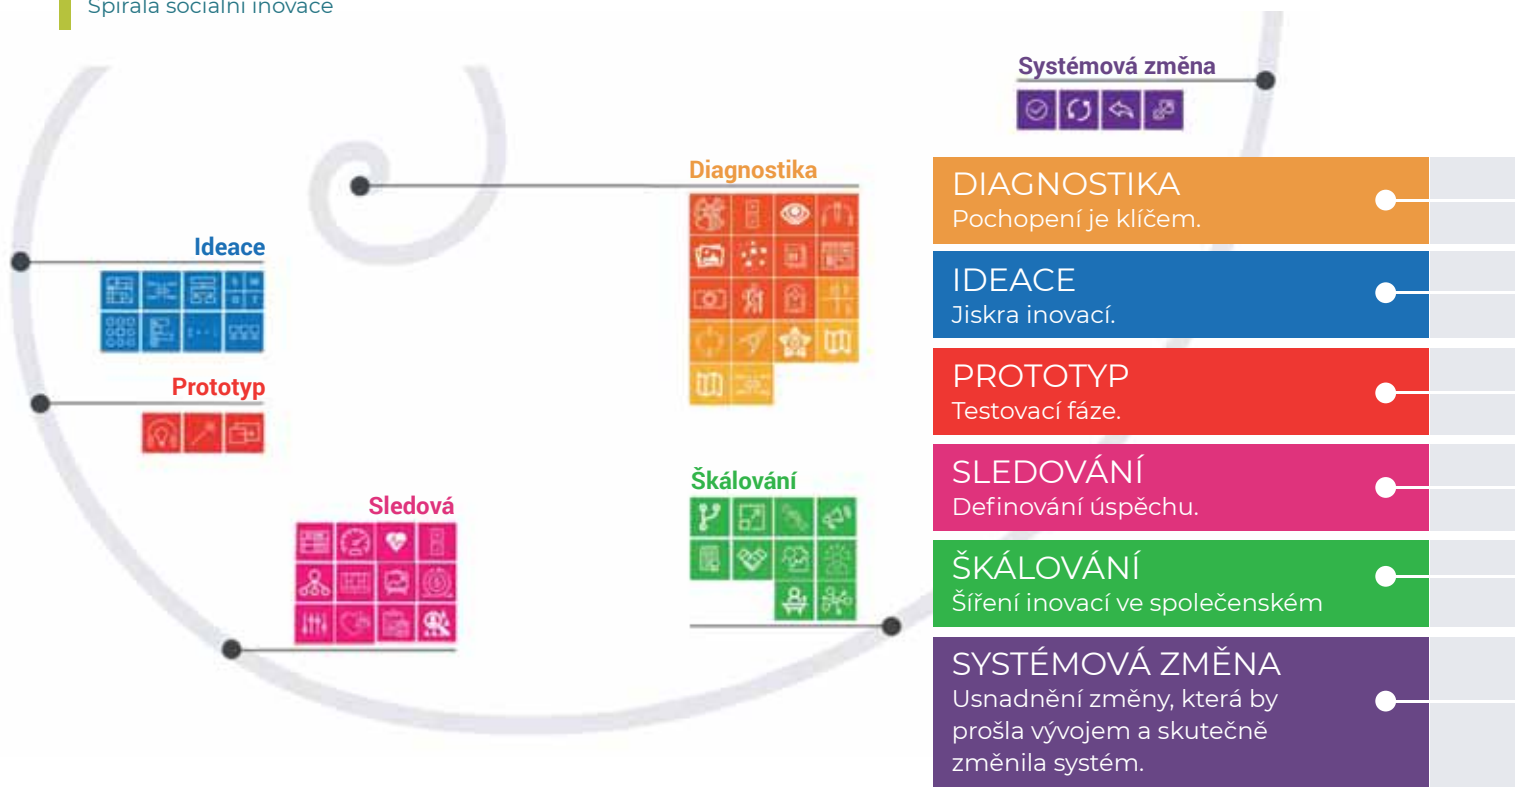 Spirála sociální inovace
Systémová změna
Diagnostika
Ideace
Prototyp
Sledová
Škálování
DIAGNOSTIKA
Pochopení je klíčem.
IDEACE
Jiskra inovací.
PROTOTYP
Testovací fáze.
SLEDOVÁNÍ
Definování úspěchu.
ŠKÁLOVÁNÍ
Šíření inovací ve společenském
SYSTÉMOVÁ ZMĚNA
Usnadnění změny, která by
prošla vývojem a skutečně
změnila systém.